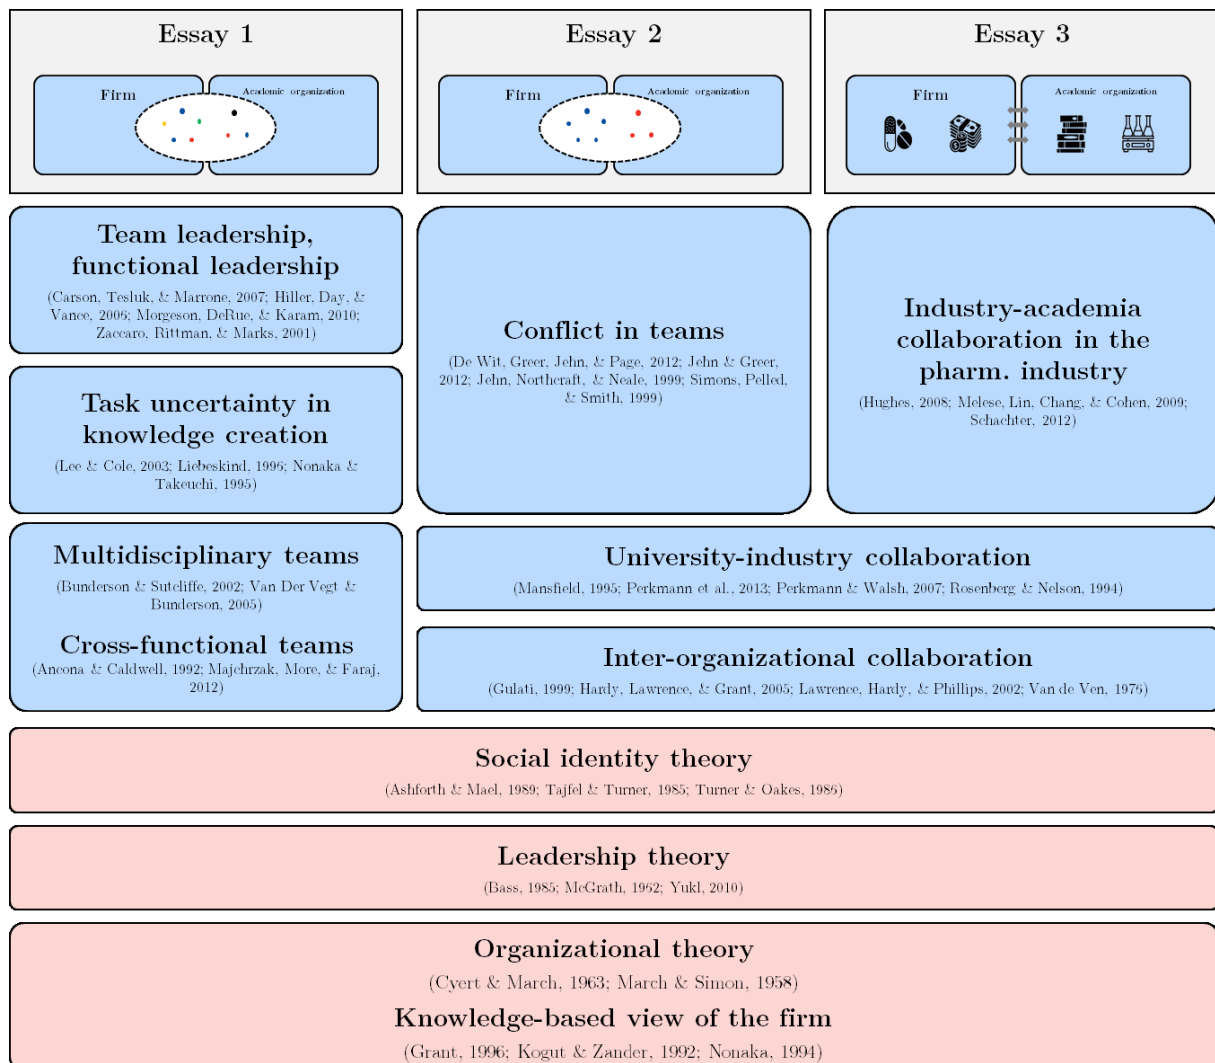 Essay 1
Firm
Academic organization
Team leadership,
functional leadership
(Carson, Tesluk, & Marrone, 2007; Hiller, Day, &
Vance, 2006; Morgeson, DeRue, & Karam, 2010;
Zaccaro, Rittman, & Marks, 2001)
Task uncertainty in
knowledge creation
(Lee & Cole, 2003; Liebeskind, 1996; Nonaka &
Takeuchi, 1995)
Multidisciplinary teams
(Bunderson & Sutcliffe, 2002; Van Der Vegt &
Bunderson, 2005)
Cross-functional teams
(Ancona & Caldwell, 1992; Majchrzak, More, & Faraj,
2012)
Essay 2
Firm
Academic organization
Conflict in teams
(De Wit, Greer, Jehn, & Page, 2012; Jehn & Greer,
2012; Jehn, Northcraft, & Neale, 1999; Simons, Pelled,
& Smith, 1999)
Essay 3
Firm
Academic organization
Industry-academia
collaboration in the
pharm. industry
(Hughes, 2008; Melese, Lin, Chang, & Cohen, 2009;
Schachter, 2012)
University-industry collaboration
(Mansfield, 1995; Perkmann et al., 2013; Perkmann & Walsh, 2007; Rosenberg & Nelson, 1994)
Inter-organizational collaboration
(Gulati, 1999; Hardy, Lawrence, & Grant, 2005; Lawrence, Hardy, & Phillips, 2002; Van de Ven, 1976)
Social identity theory
(Ashforth & Mael, 1989; Tajfel & Turner, 1985; Turner & Oakes, 1986)
Leadership theory
(Bass, 1985; McGrath, 1962; Yukl, 2010)
Organizational theory
(Cyert & March, 1963; March & Simon, 1958)
Knowledge-based view of the firm
(Grant, 1996; Kogut & Zander, 1992; Nonaka, 1994)